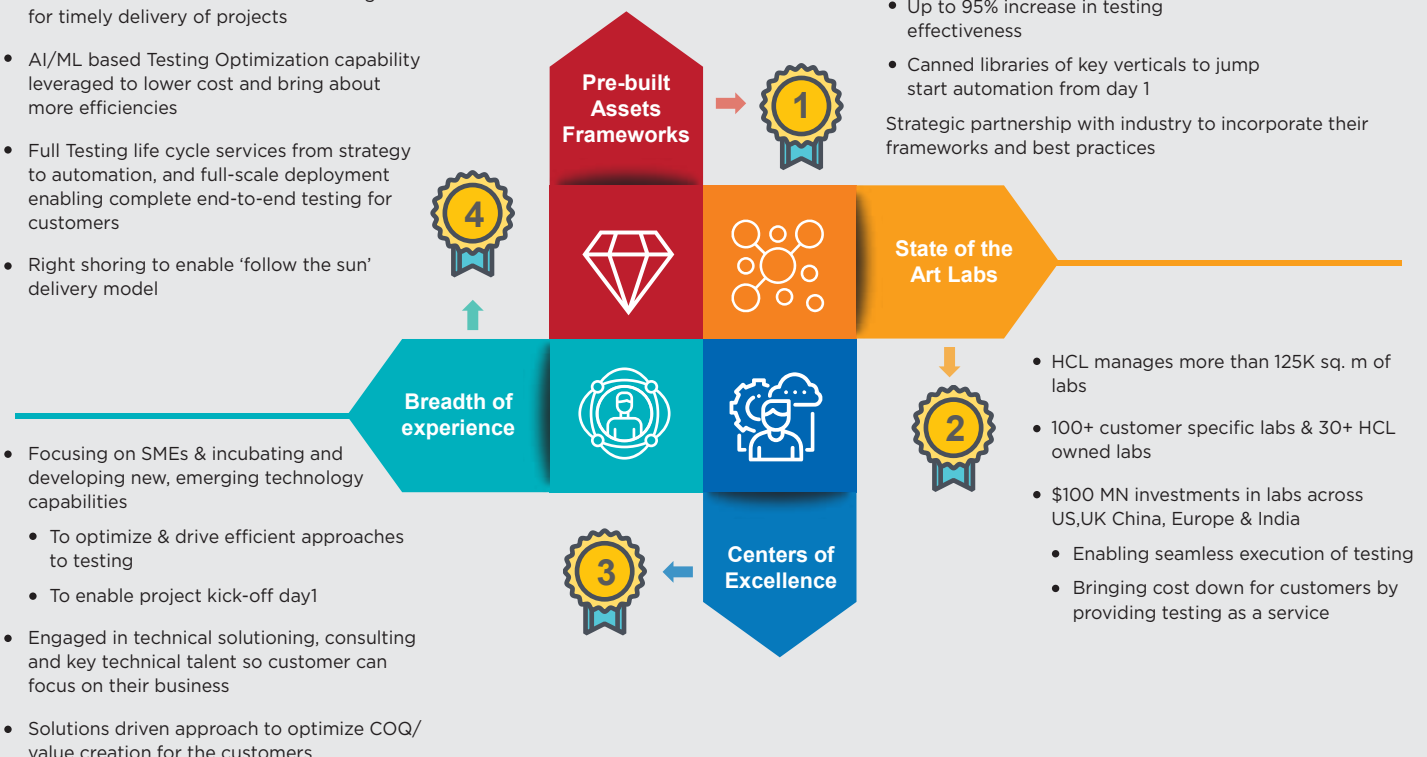 for timely delivery of projects
• AI/ML based Testing Optimization capability
leveraged to lower cost and bring about
more efficiencies
• Full Testing life cycle services from strategy
to automation, and full-scale deployment
enabling complete end-to-end testing for
customers
• Right shoring to enable ‘follow the sun’
delivery model
4
Pre-built
Assets
Frameworks
1
• Up to 95% increase in testing
effectiveness
• Canned libraries of key verticals to jump
start automation from day 1
Strategic partnership with industry to incorporate their
frameworks and best practices
State of the
Art Labs
Breadth of
experience
2
• HCL manages more than 125K sq. m of
labs
• 100+ customer specific labs & 30+ HCL
owned labs
• $100 MN investments in labs across
US,UK China, Europe & India
• Enabling seamless execution of testing
• Bringing cost down for customers by
providing testing as a service
• Focusing on SMEs & incubating and
developing new, emerging technology
capabilities
• To optimize & drive efficient approaches
to testing
• To enable project kick-off day1
• Engaged in technical solutioning, consulting
and key technical talent so customer can
focus on their business
• Solutions driven approach to optimize COQ/
value creation for the customers
3
Centers of
Excellence